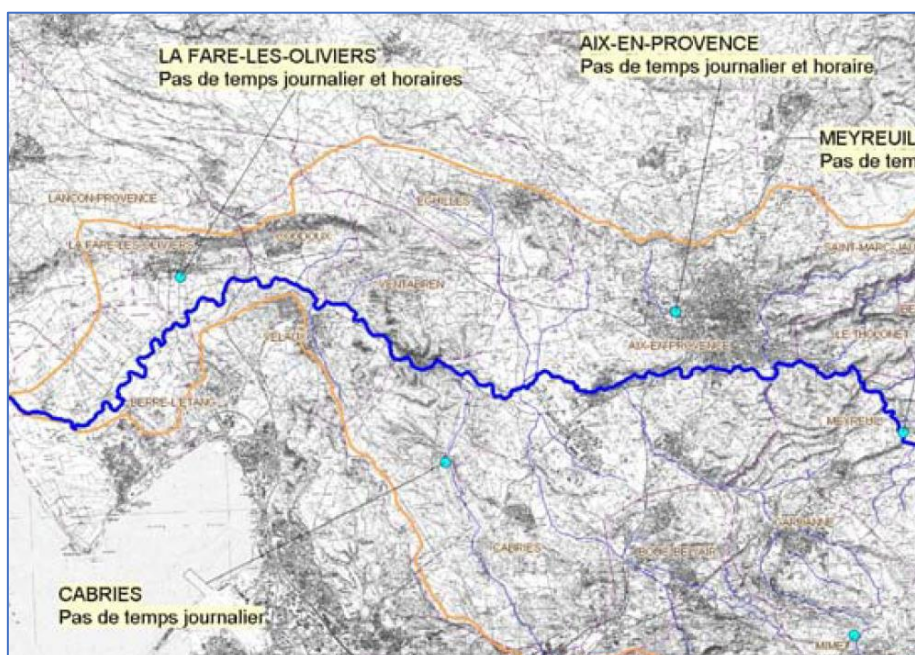 LA FARE-LES-OLIVIERS
Pas de temps journalier et horaires
AIX-EN-PROVENCE
Pas de temps journalier et horaire
MEYREUIL
Pas de tem
LANCON-PROVENCE
EGUILLES
LA FARE-LES-OLIVIERS
COUDOUX
SAINT-MARC-JAU
VENTABREN
VELAUX
AIX-EN-PROVENCE
LE THOLONET
BERRE-L'ETANG
MEYREUIL
GARDANNE
CABRIES
BOUC-BEL-AIR
CABRIES
Pas de temps journalier
MIMET